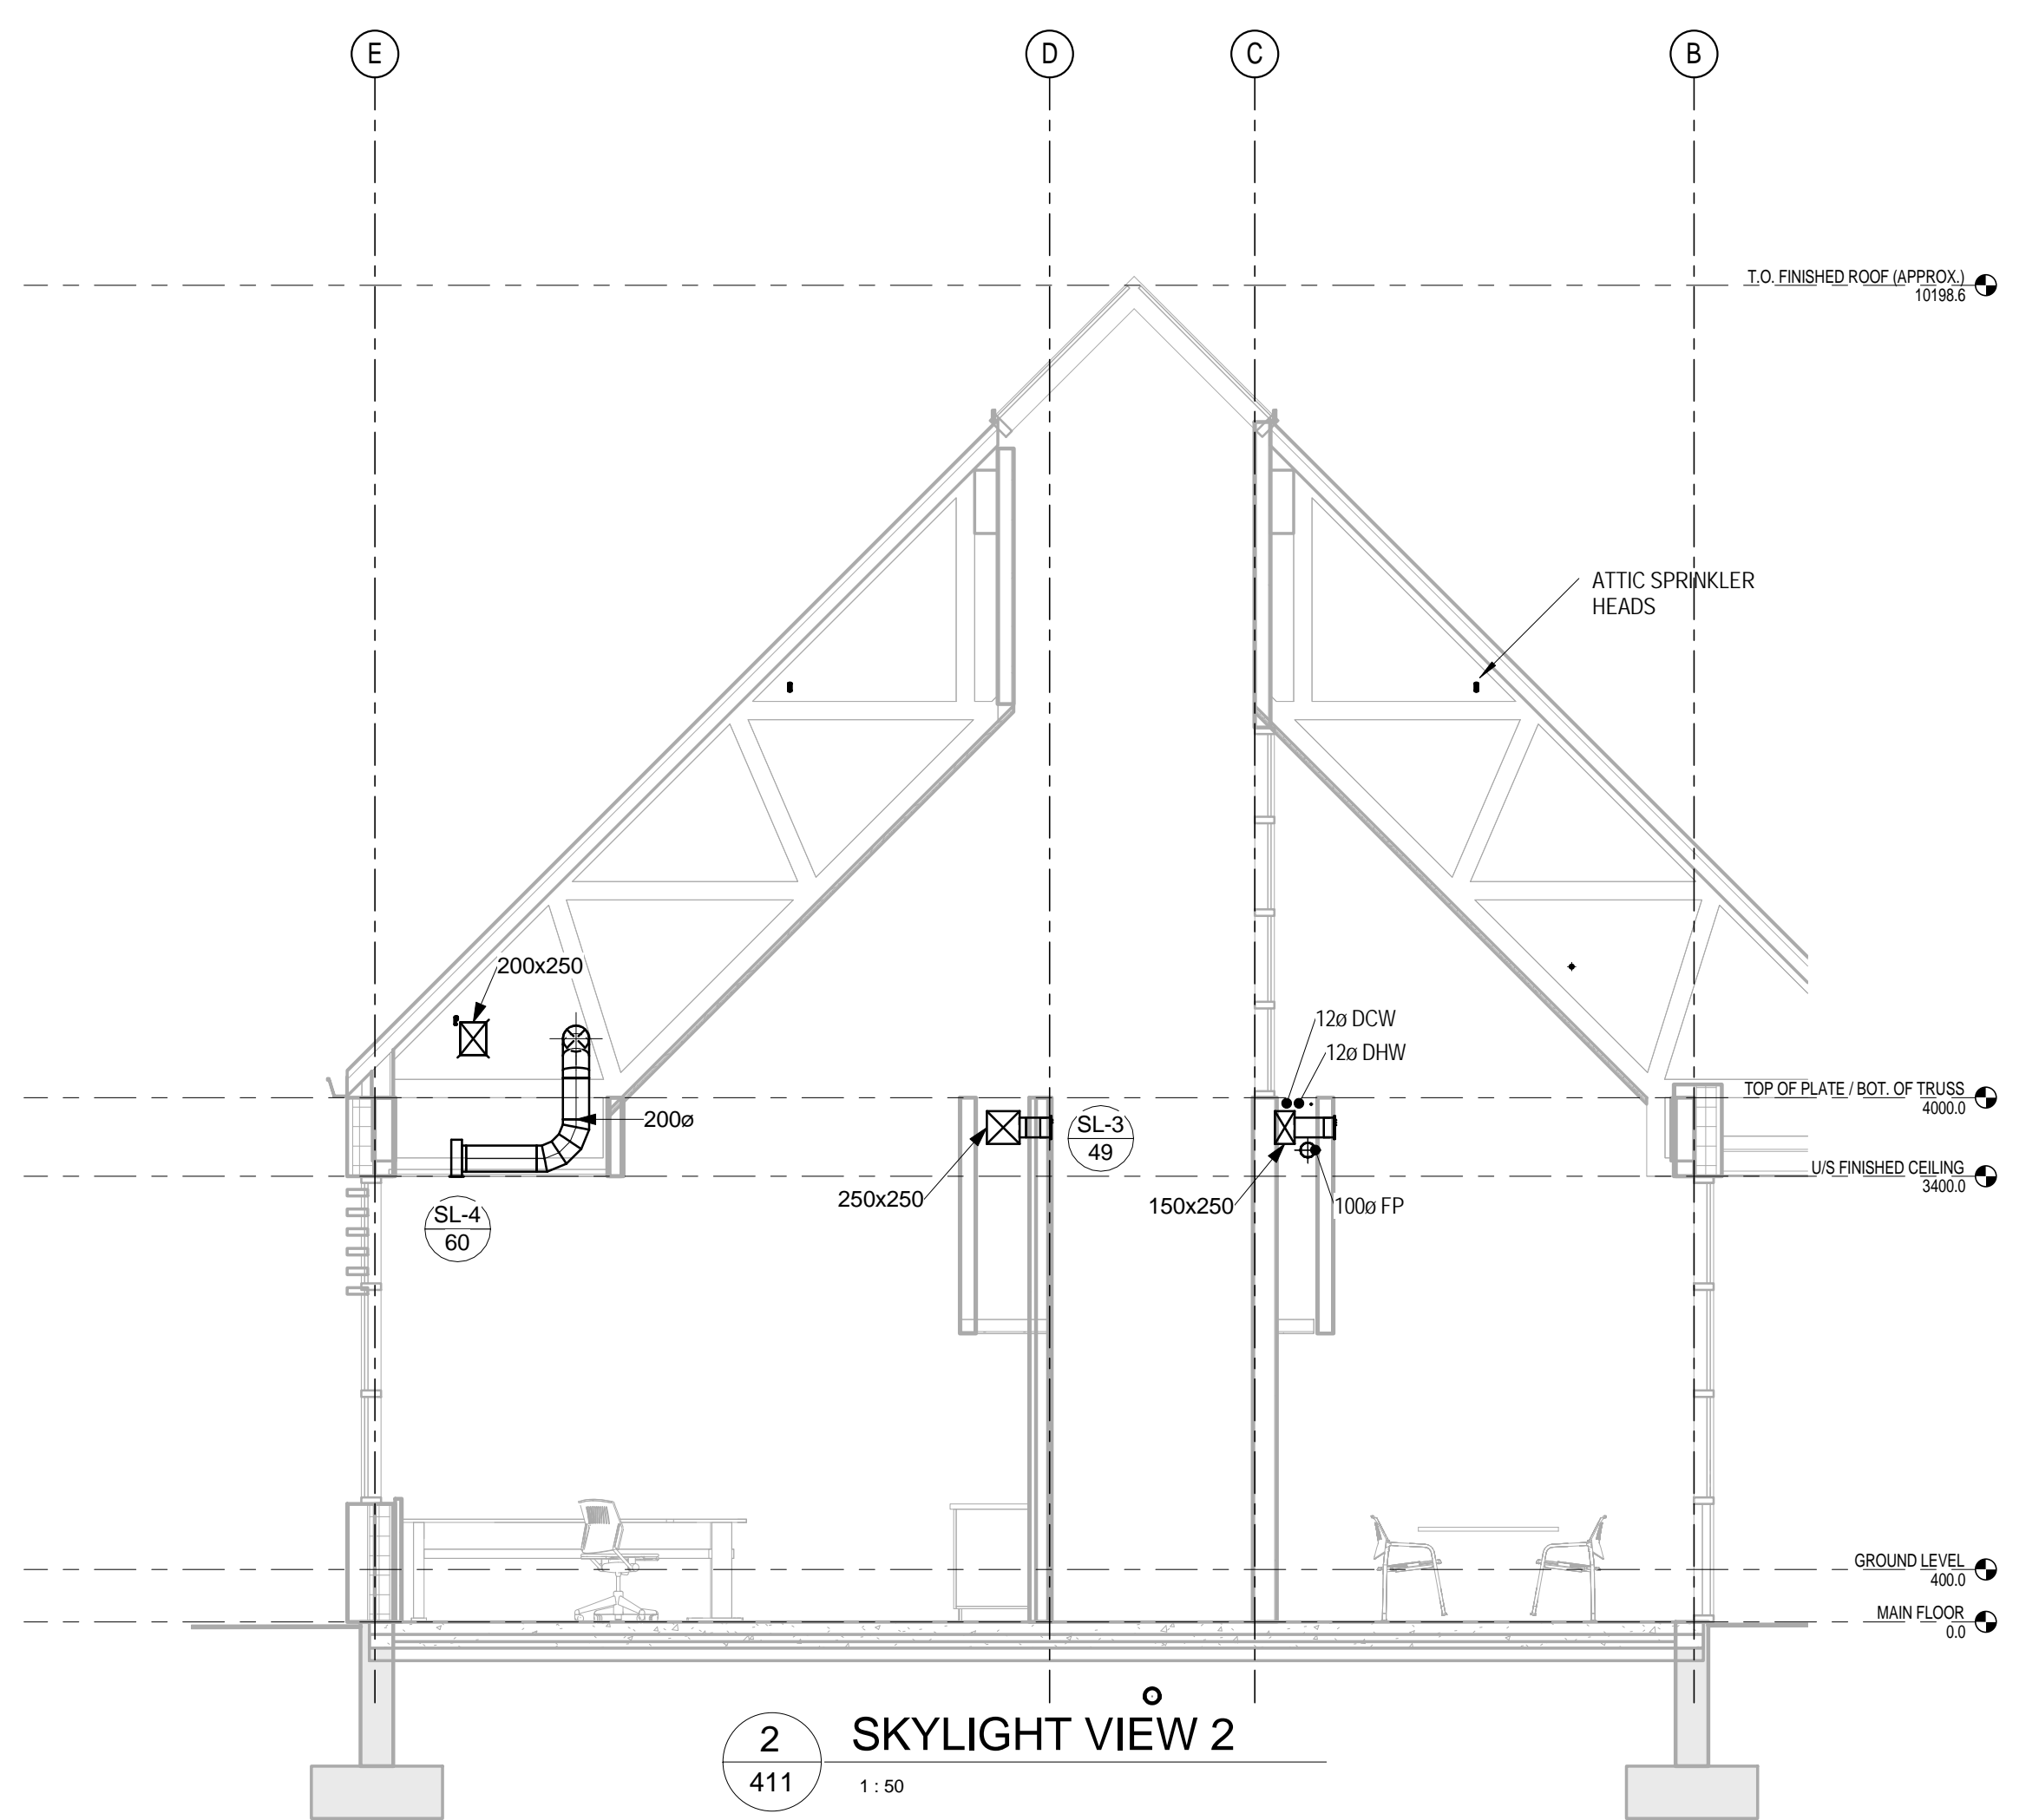 E
D
C
B
T.O. FINISHED ROOF (APPROX.)
10198.6
ATTIC SPRINKLER
HEADS
200x250
12ø DCW
12ø DHW
TOP OF PLATE / BOT. OF TRUSS
4000.0
200ø
SL-3
49
U/S FINISHED CEILING
3400.0
250x250
150x250
100ø FP
SL-4
60
GROUND LEVEL
400.0
MAIN FLOOR
0.0
2
411
SKYLIGHT VIEW 2
1 : 50